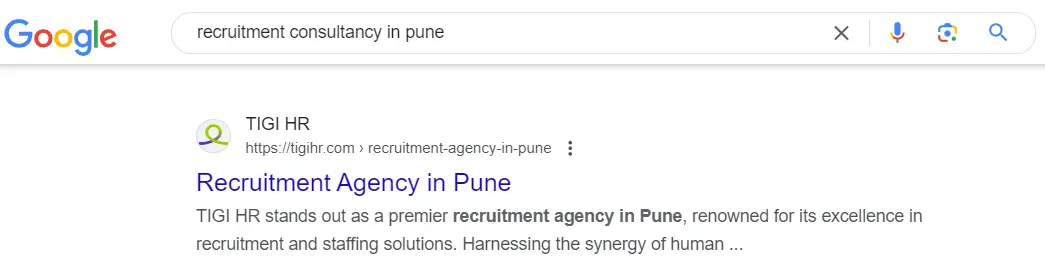 Google
recruitment consultancy in pune
TIGI HR
https://tigihr.com › recruitment-agency-in-pune
Recruitment Agency in Pune
TIGI HR stands out as a premier recruitment agency in Pune, renowned for its excellence in
recruitment and staffing solutions. Harnessing the synergy of human ...